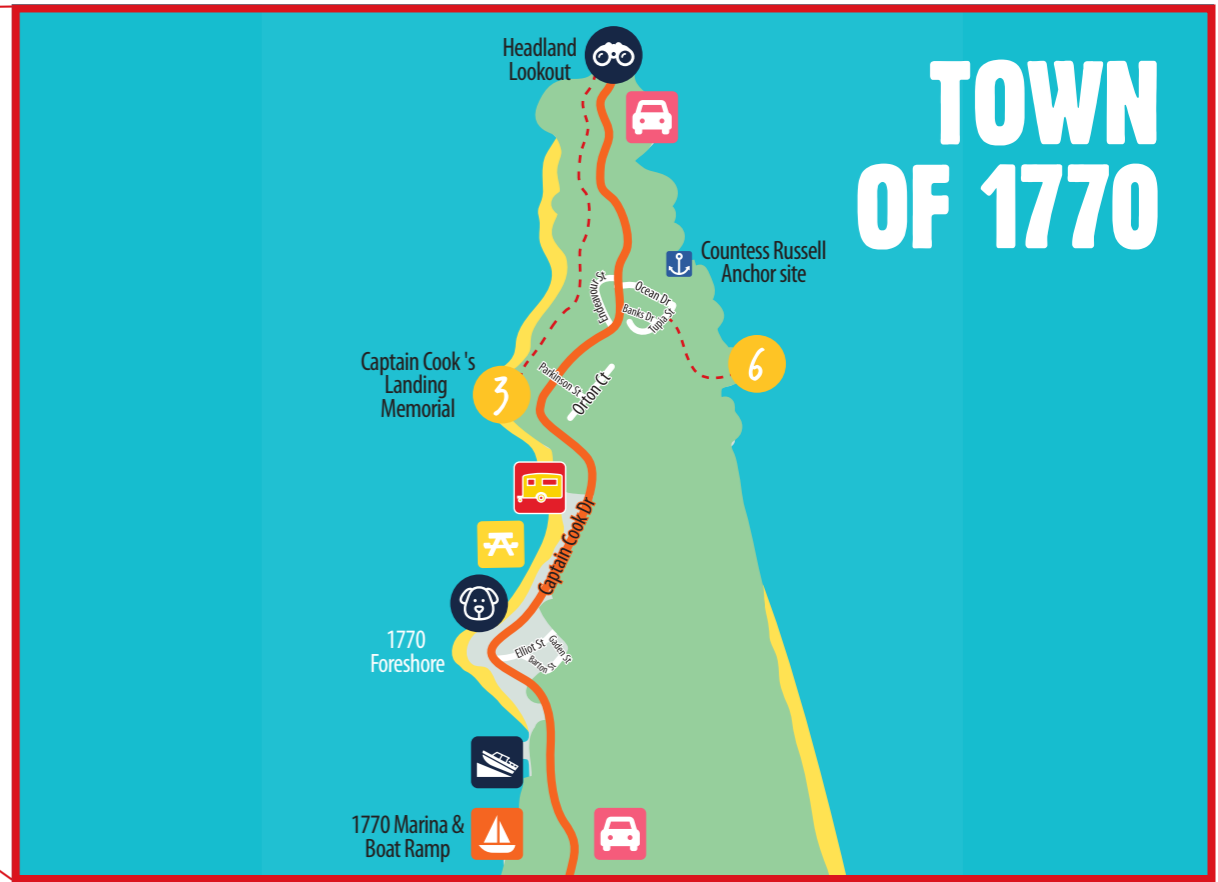 TOWN
OF 1770
Headland
Lookout
Countess Russell
Anchor site
Endeavour St
Ocean Dr
Banks Dr
Tupia St
6
Captain Cook 's
Landing
Memorial
3
Parkinson St
Orton Ct
Captain Cook Dr
1770
Foreshore
Elliot St
Gaden St
Barton St
1770 Marina &
Boat Ramp